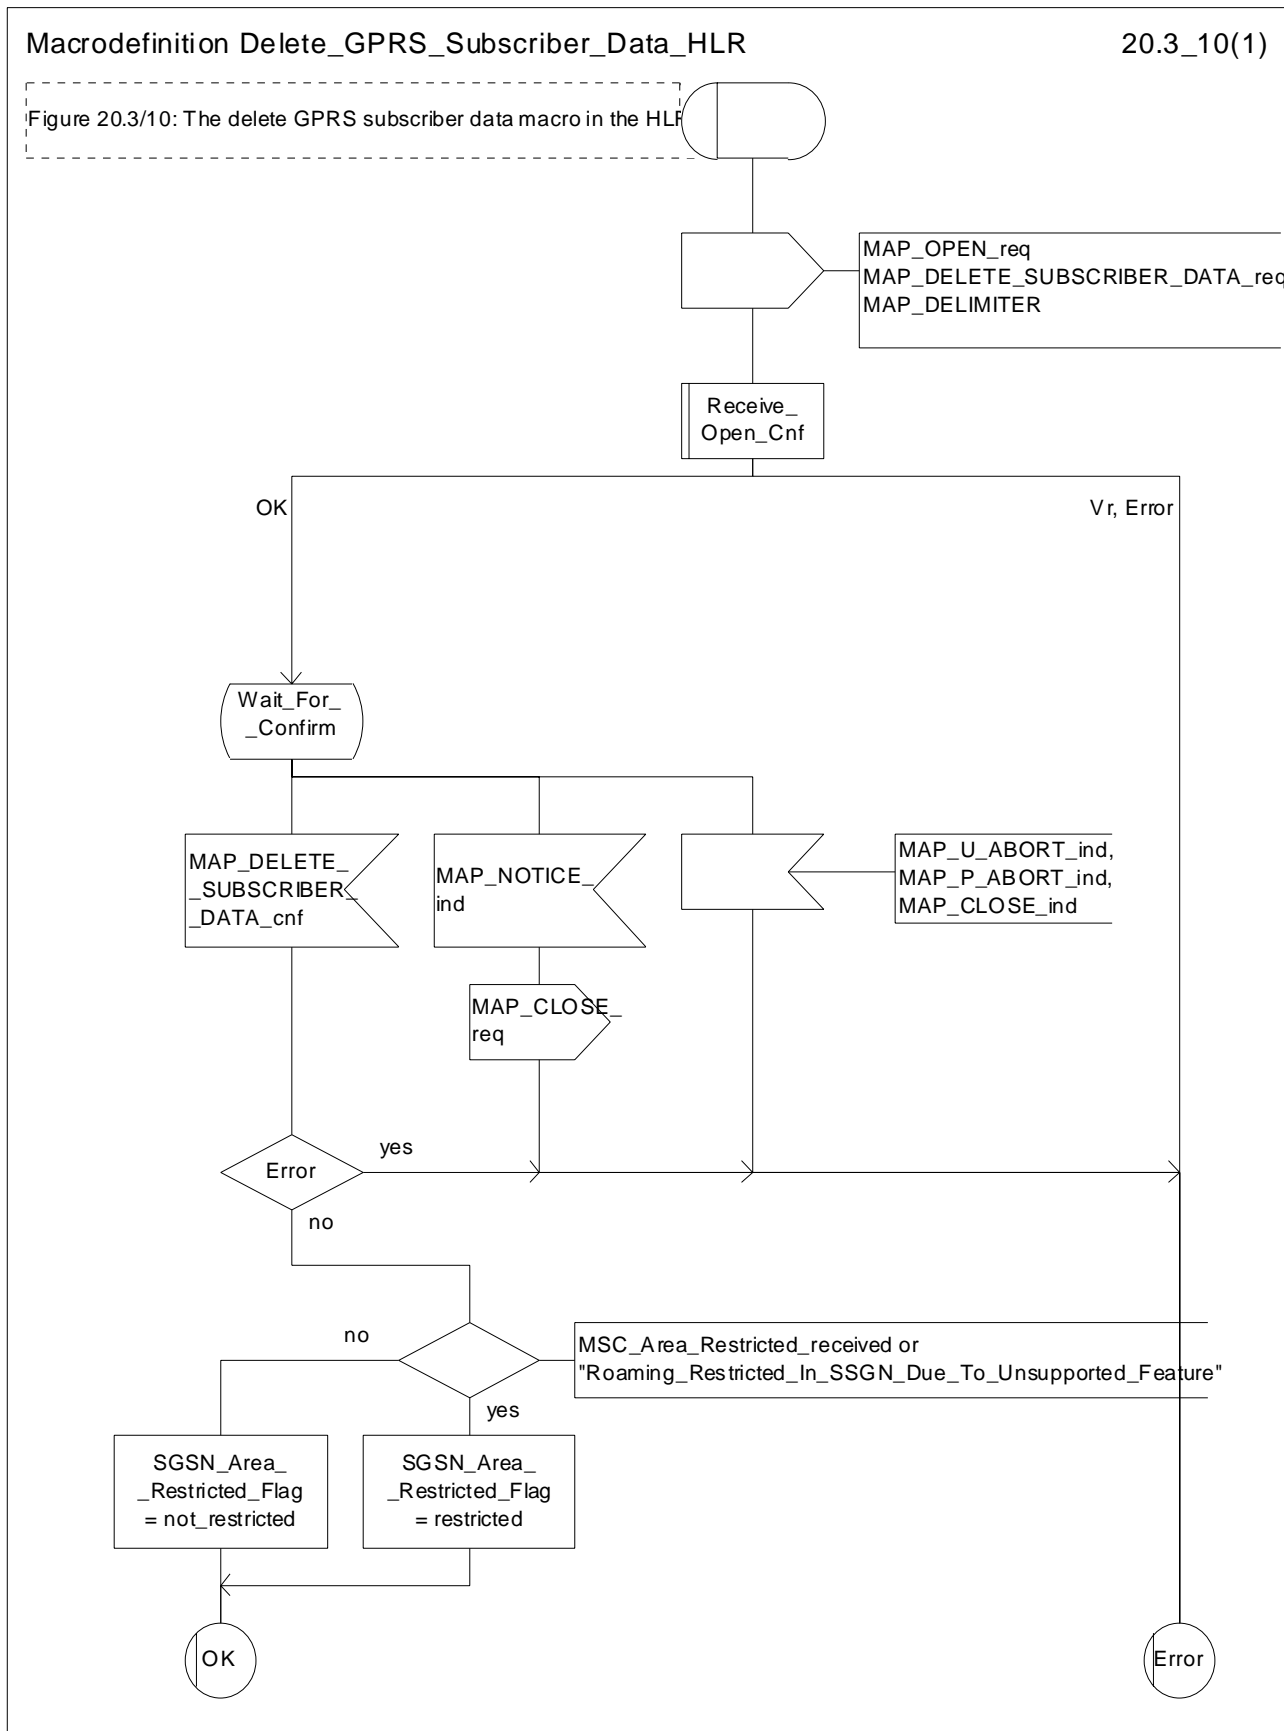 Macrodefinition Delete_GPRS_Subscriber_Data_HLR
20.3_10(1)
Figure 20.3/10: The delete GPRS subscriber data macro in the HLR
MAP_OPEN_req
MAP_DELETE_SUBSCRIBER_DATA_req
MAP_DELIMITER
Receive_
Open_Cnf
OK
Vr, Error
Wait_For_
_Confirm
MAP_DELETE_
_SUBSCRIBER_
_DATA_cnf
MAP_NOTICE_
ind
MAP_U_ABORT_ind,
MAP_P_ABORT_ind,
MAP_CLOSE_ind
MAP_CLOSE_
req
Error
yes
no
MSC_Area_Restricted_received or
"Roaming_Restricted_In_SSGN_Due_To_Unsupported_Feature"
no
yes
SGSN_Area_
_Restricted_Flag
= not_restricted
SGSN_Area_
_Restricted_Flag
= restricted
OK
Error